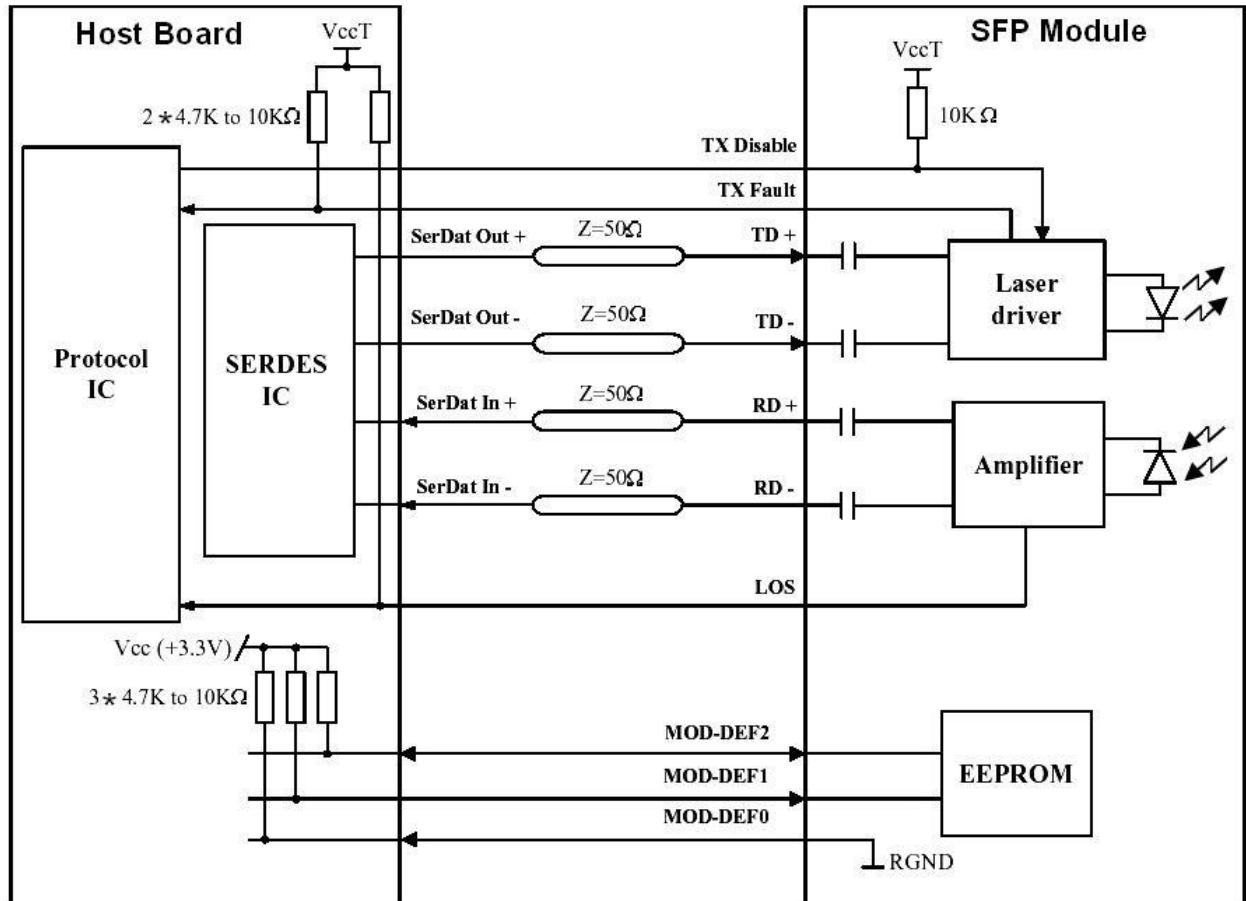 Host Board
SFP Module
VccT
VccT
2*4.7K to 10KΩ
10KΩ
TX Disable
TX Fault
SerDat Out +
Z=50Ω
TD +
Laser driver
SerDat Out -
Z=50Ω
TD -
Protocol IC
SERDES IC
SerDat In +
Z=50Ω
RD +
Amplifier
SerDat In -
Z=50Ω
RD -
LOS
Vcc (+3.3V)
3*4.7K to 10KΩ
MOD-DEF2
EEPROM
MOD-DEF1
MOD-DEF0
RGND